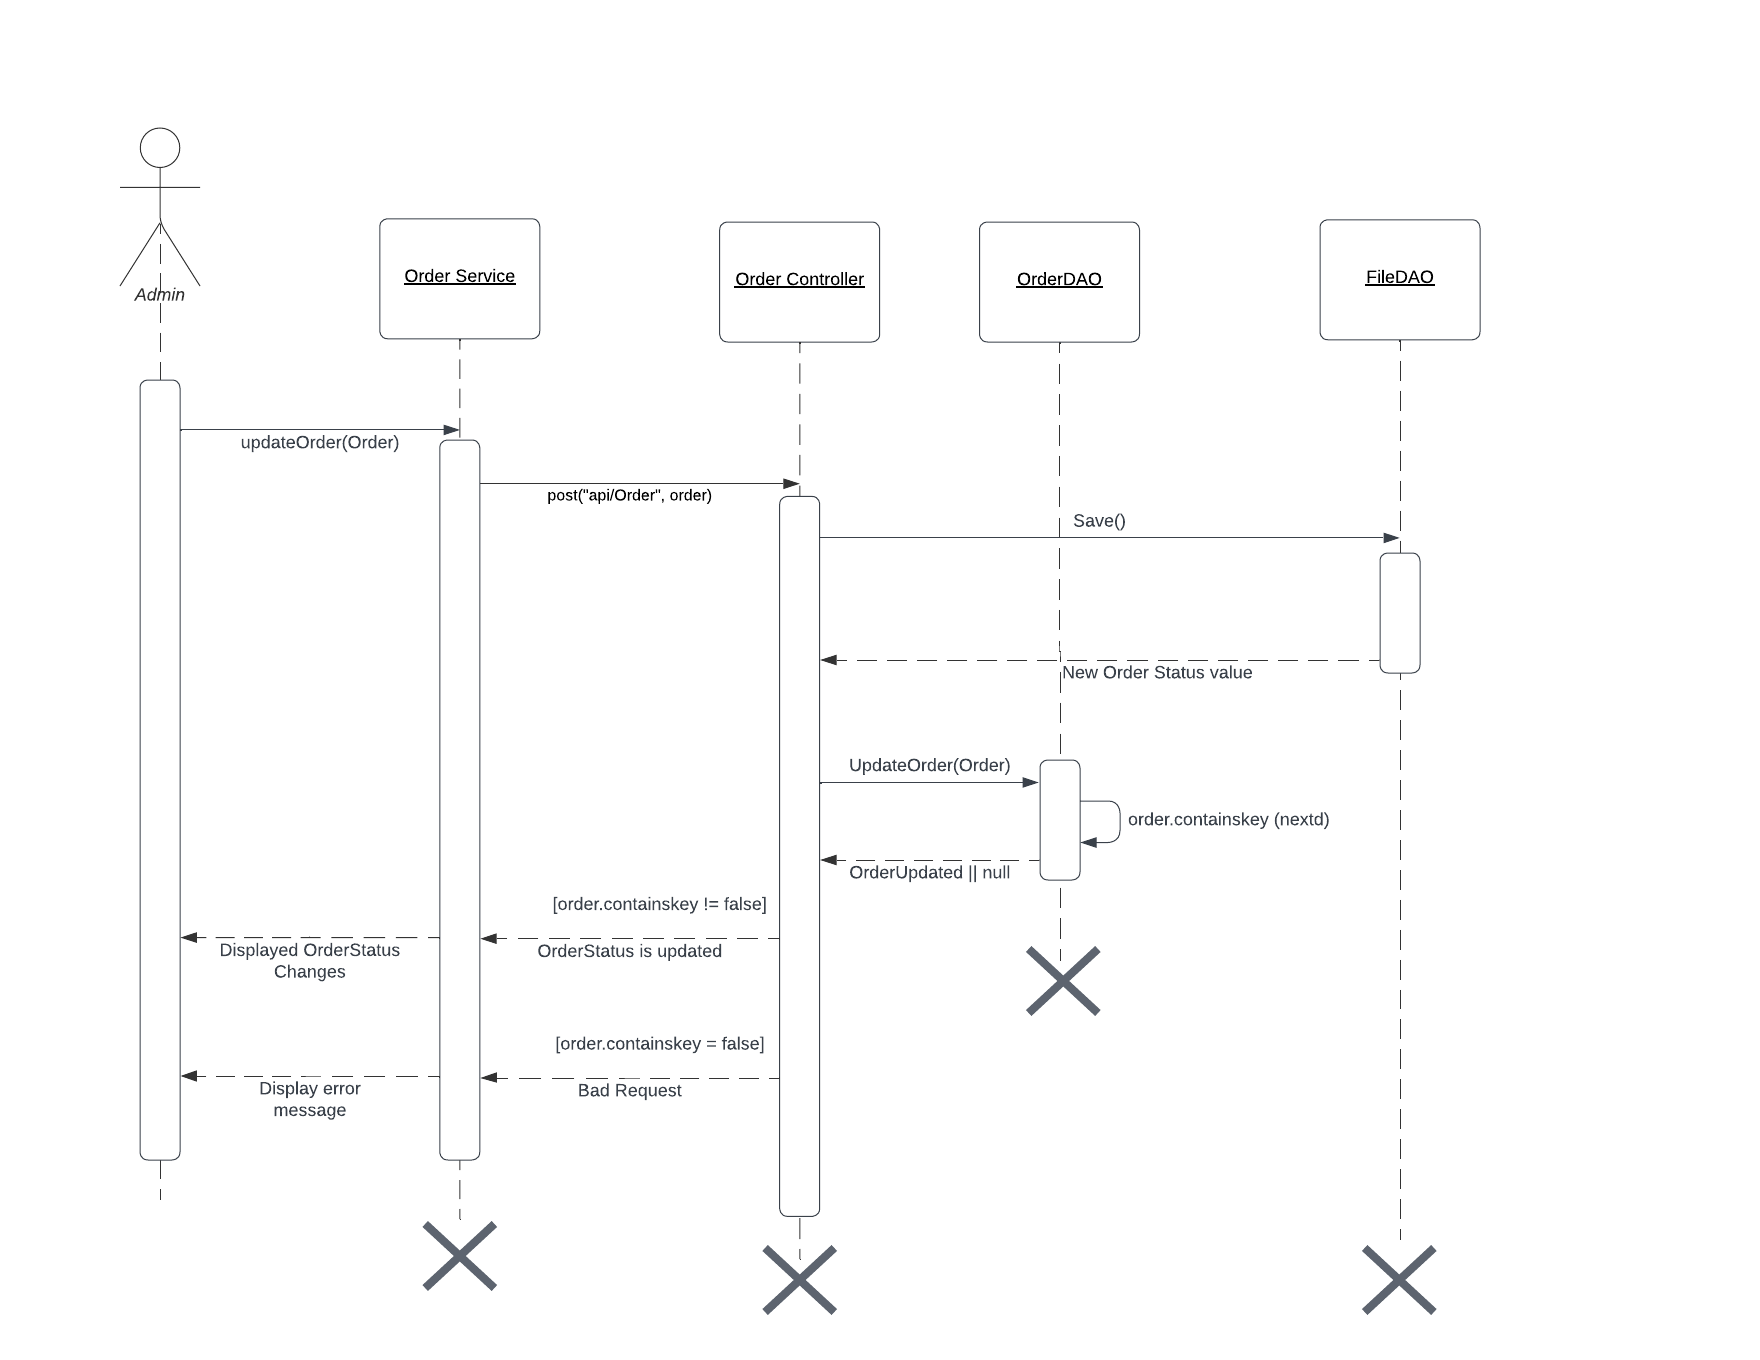 Admin
Order Service
Order Controller
OrderDAO
FileDAO
updateOrder(Order)
post("api/Order", order)
Save()
New Order Status value
UpdateOrder(Order)
order.containskey (nextd)
OrderUpdated || null
[order.containskey != false]
Displayed OrderStatus
Changes
OrderStatus is updated
[order.containskey = false]
Display error
message
Bad Request